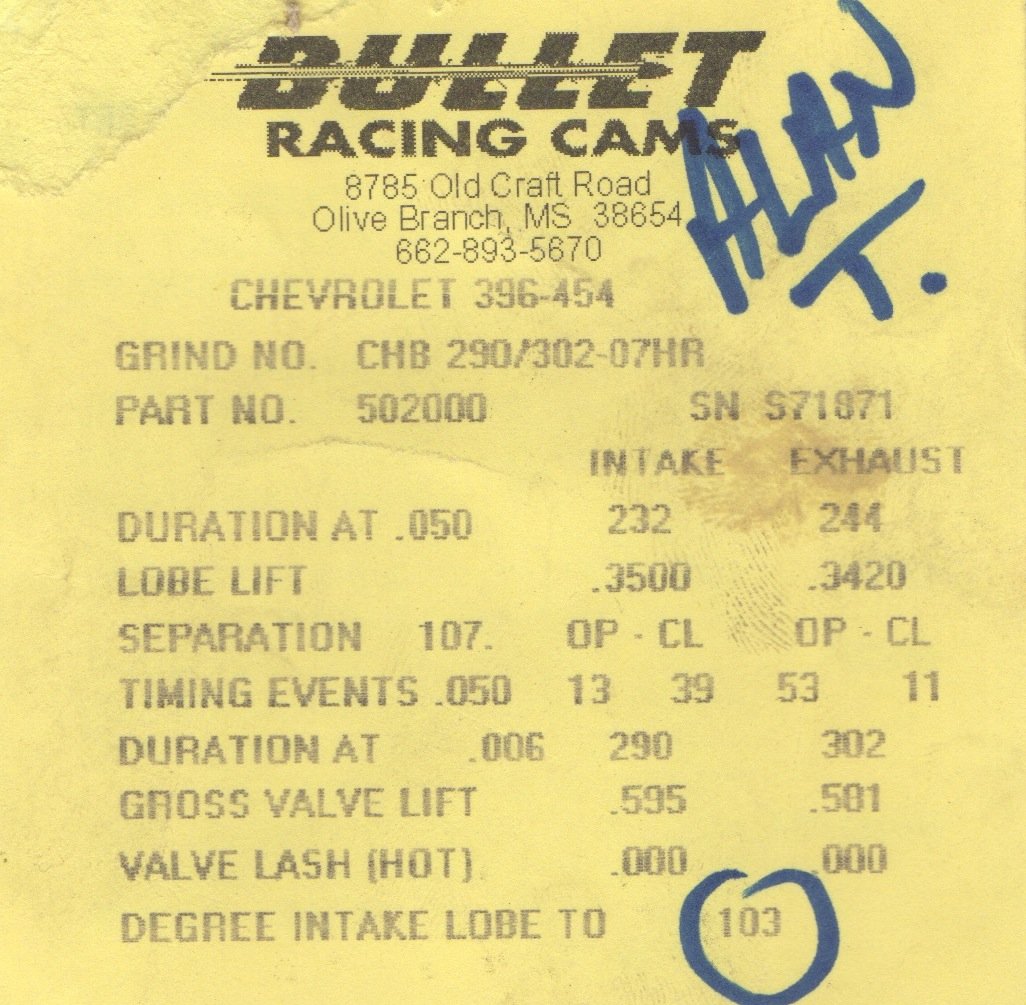 BULLET
RACING CAMS
8785 Old Craft Road
Olive Branch, MS 38654
662-893-5670
ALAN
T.
CHEVROLET 396-454
GRIND NO. CHB 290/302-07HR
PART NO. 502000 SN S71871
INTAKE EXHAUST
DURATION AT .050 232 244
LOBE LIFT .3500 .3420
SEPARATION 107. OP - CL OP - CL
TIMING EVENTS .050 13 39 53 11
DURATION AT .006 290 302
GROSS VALVE LIFT .595 .581
VALVE LASH (HOT) .000 .000
DEGREE INTAKE LOBE TO 103